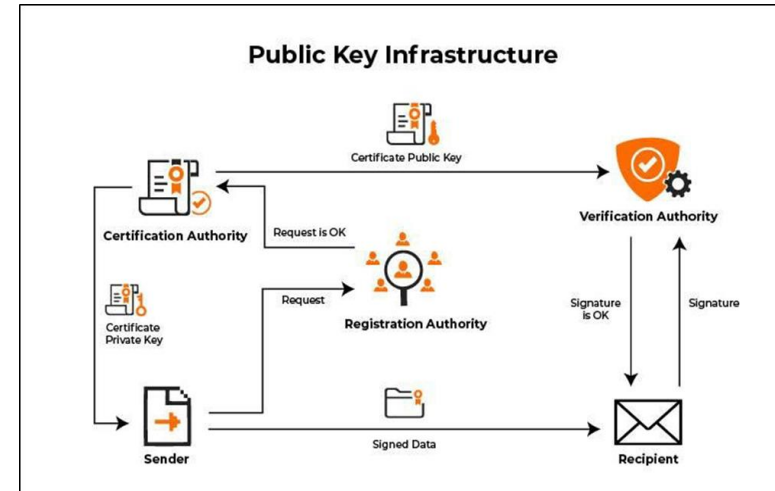 Public Key Infrastructure
Certificate Public Key
Certification Authority
Verification Authority
Request is OK
Certificate
Private Key
Request
Registration Authority
Signature
is OK
Signature
Signed Data
Sender
Recipient